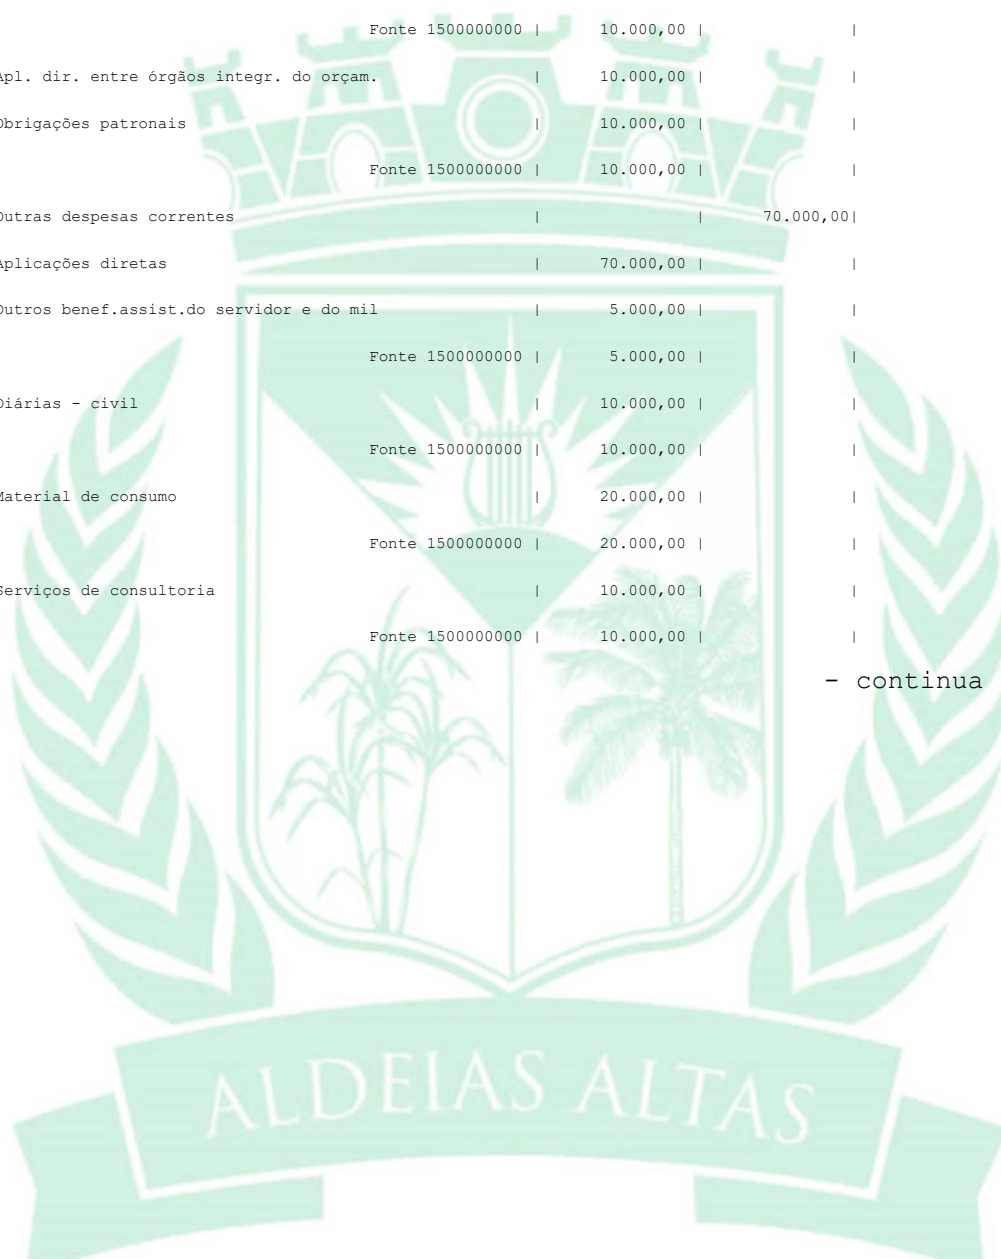 Fonte 1500000000 | 10.000,00 | |
Apl. dir. entre órgãos integr. do orçam. | 10.000,00 | |
Obrigações patronais | 10.000,00 | |
Fonte 1500000000 | 10.000,00 | |
Outras despesas correntes | | 70.000,00|
Aplicações diretas | 70.000,00 | |
Outros benef.assist.do servidor e do mil | 5.000,00 | |
Fonte 1500000000 | 5.000,00 | |
Diárias - civil | 10.000,00 | |
Fonte 1500000000 | 10.000,00 | |
Material de consumo | 20.000,00 | |
Fonte 1500000000 | 20.000,00 | |
Serviços de consultoria | 10.000,00 | |
Fonte 1500000000 | 10.000,00 | |
- continua
ALDEIAS ALTAS